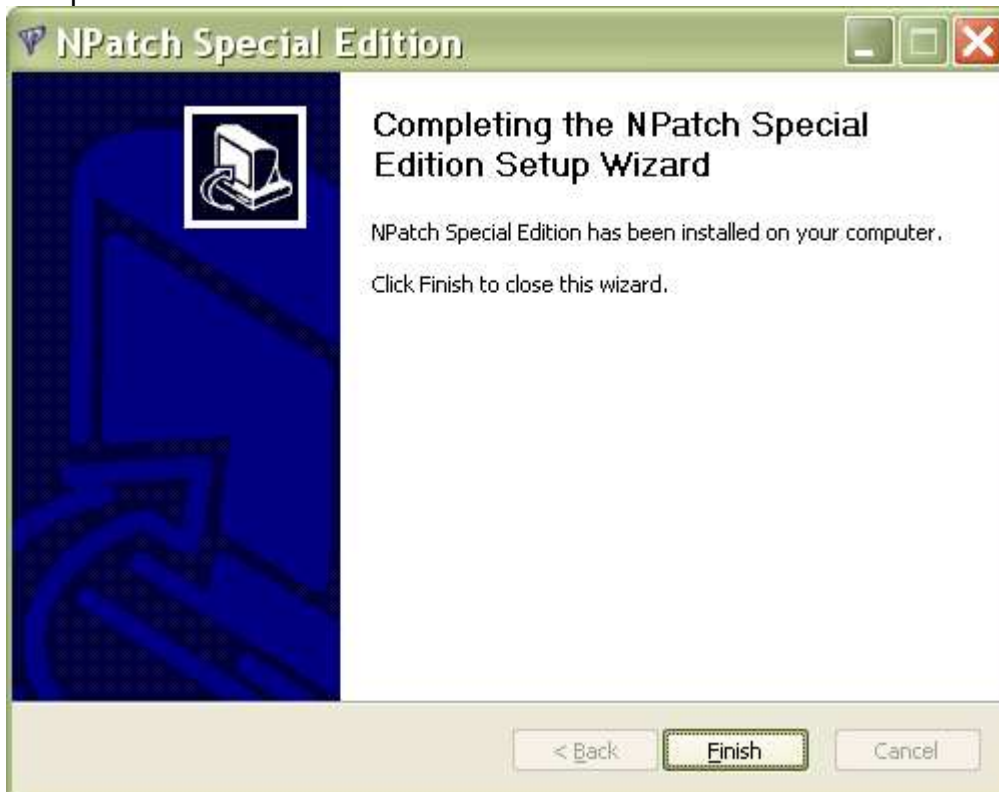 NPatch Special Edition
Completing the NPatch Special
Edition Setup Wizard
NPatch Special Edition has been installed on your computer.
Click Finish to close this wizard.
< Back
Finish
Cancel